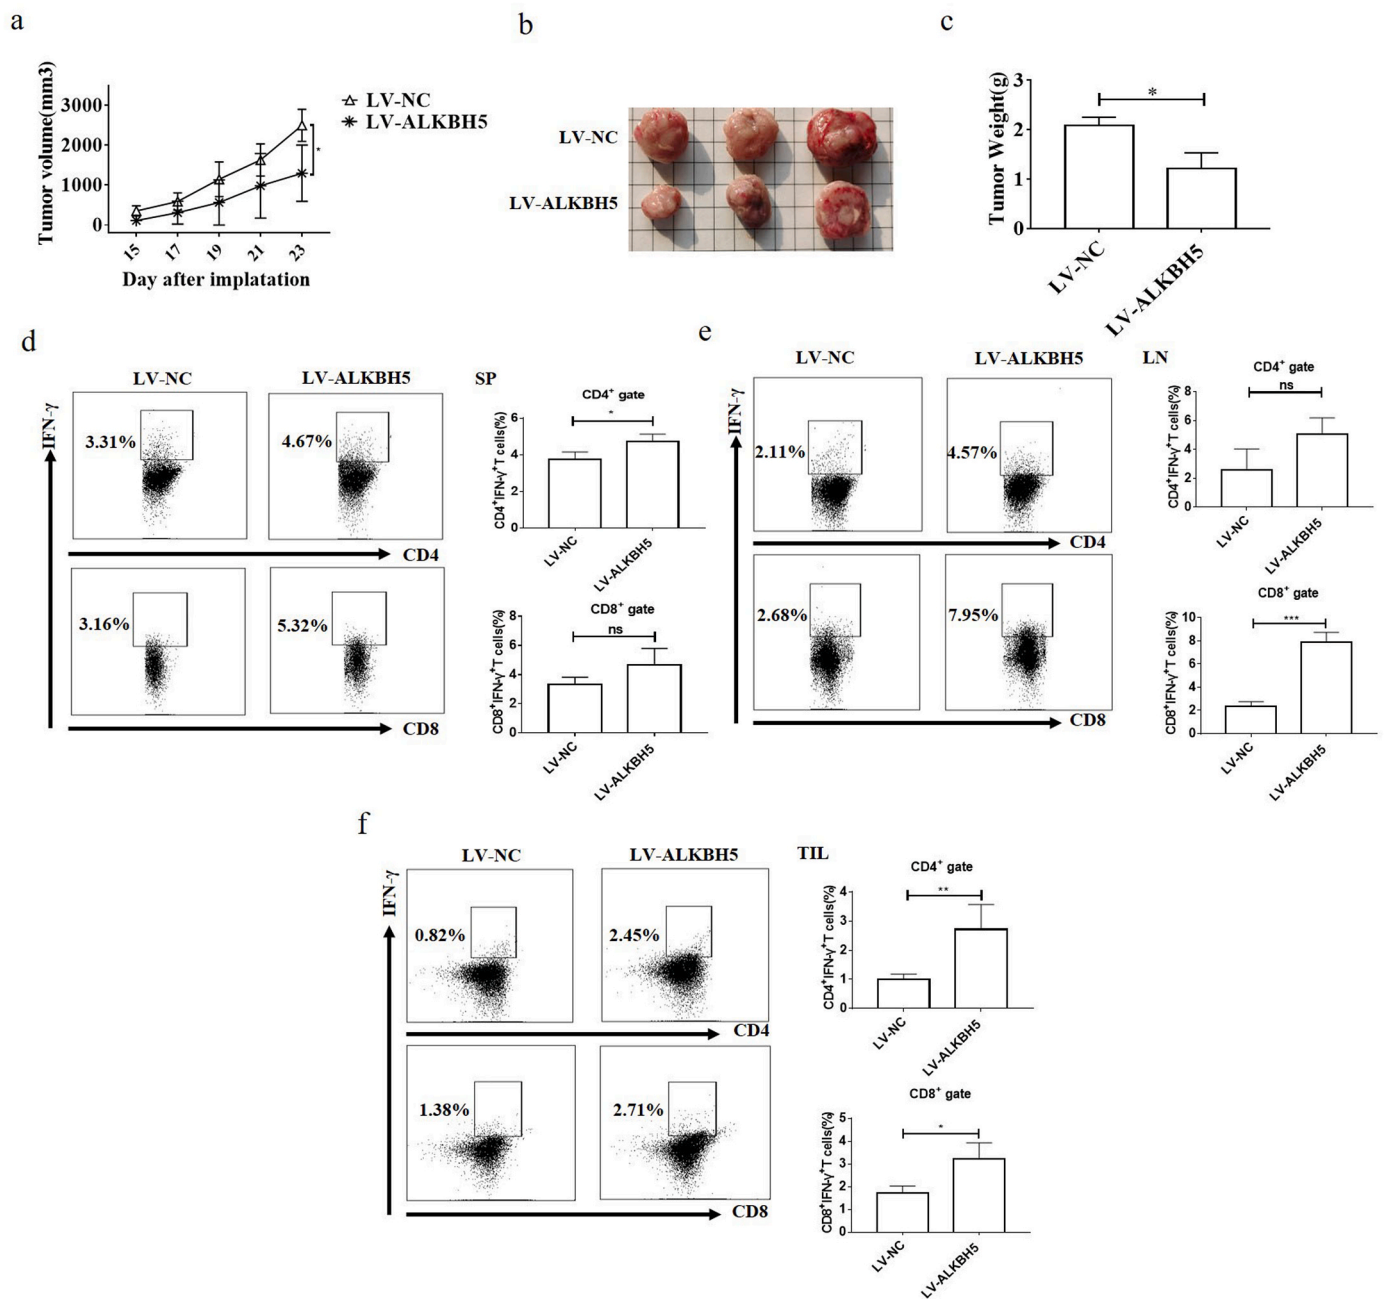 a
Tumor volume(mm3)
3000
2000
1000
0
15
17
19
21
23
Day after implatation
LV-NC
LV-ALKBH5
*
b
LV-NC
LV-ALKBH5
c
Tumor Weight(g)
3
2
1
0
*
LV-NC
LV-ALKBH5
d
LV-NC
LV-ALKBH5
SP
IFN-γ
3.31%
4.67%
CD4
3.16%
5.32%
CD8
CD4+ gate
CD4+IFN-γ+T cells(%)
6
4
2
0
*
LV-NC
LV-ALKBH5
CD8+ gate
CD8+IFN-γ+T cells(%)
8
6
4
2
0
ns
LV-NC
LV-ALKBH5
e
LV-NC
LV-ALKBH5
LN
IFN-γ
2.11%
4.57%
CD4
2.68%
7.95%
CD8
CD4+ gate
CD4+IFN-γ+T cells(%)
8
6
4
2
0
ns
LV-NC
LV-ALKBH5
CD8+ gate
CD8+IFN-γ+T cells(%)
10
8
6
4
2
0
***
LV-NC
LV-ALKBH5
f
LV-NC
LV-ALKBH5
TIL
IFN-γ
0.82%
2.45%
CD4
1.38%
2.71%
CD8
CD4+ gate
CD4+IFN-γ+T cells(%)
4
3
2
1
0
**
LV-NC
LV-ALKBH5
CD8+ gate
CD8+IFN-γ+T cells(%)
5
4
3
2
1
0
*
LV-NC
LV-ALKBH5